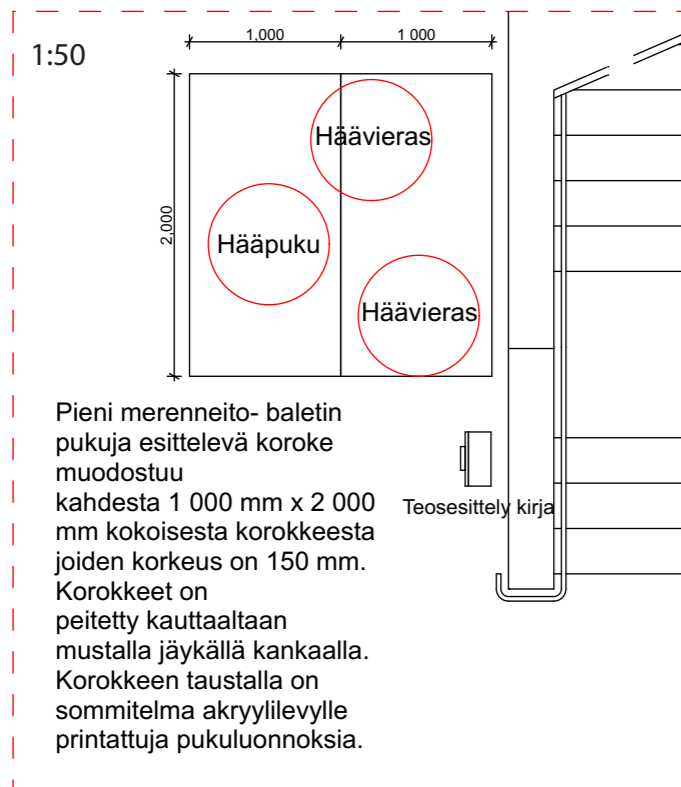 1:50
1,000
1 000
2,000
Häävieras
Hääpuku
Häävieras
Teosesittely kirja
Pieni merenneito- baletin
pukuja esittelevä koroke
muodostuu
kahdesta 1 000 mm x 2 000
mm kokoisesta korokkeesta
joiden korkeus on 150 mm.
Korokkeet on
peitetty kauttaaltaan
mustalla jäykällä kankaalla.
Korokkeen taustalla on
sommitelma akryylilevylle
printattuja pukuluonnoksia.